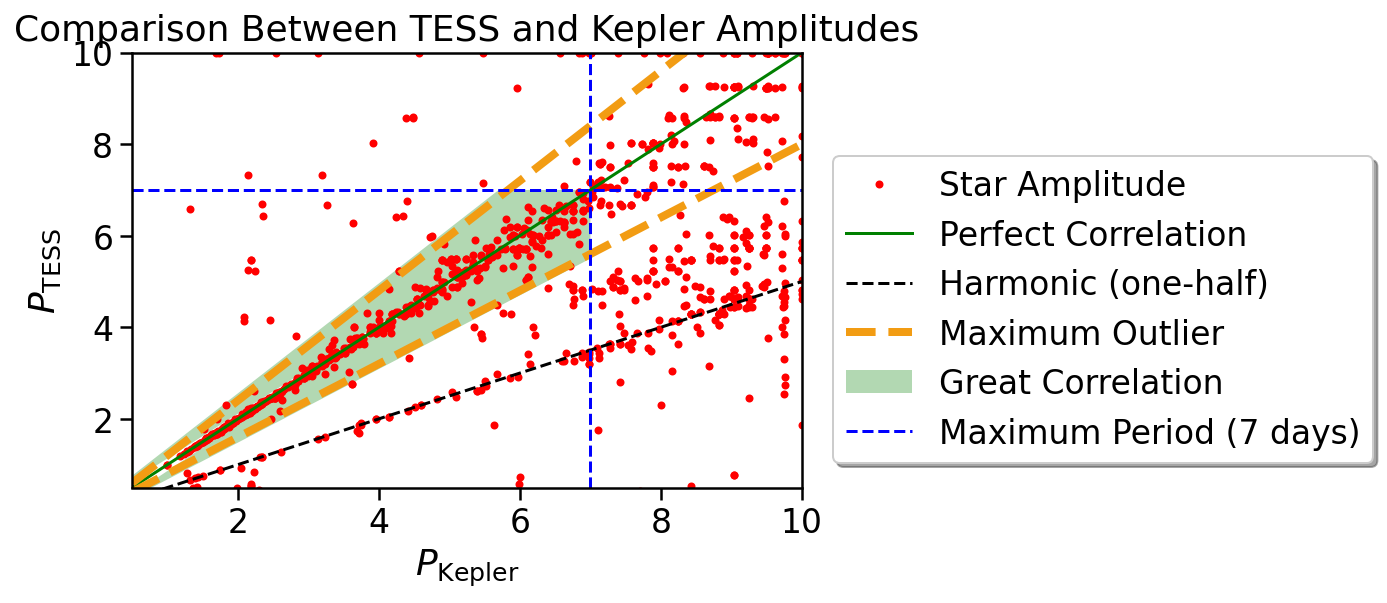 Comparison Between TESS and Kepler Amplitudes
10
8
6
4
2
P_TESS
2 4 6 8 10
P_Kepler
Star Amplitude
Perfect Correlation
Harmonic (one-half)
Maximum Outlier
Great Correlation
Maximum Period (7 days)